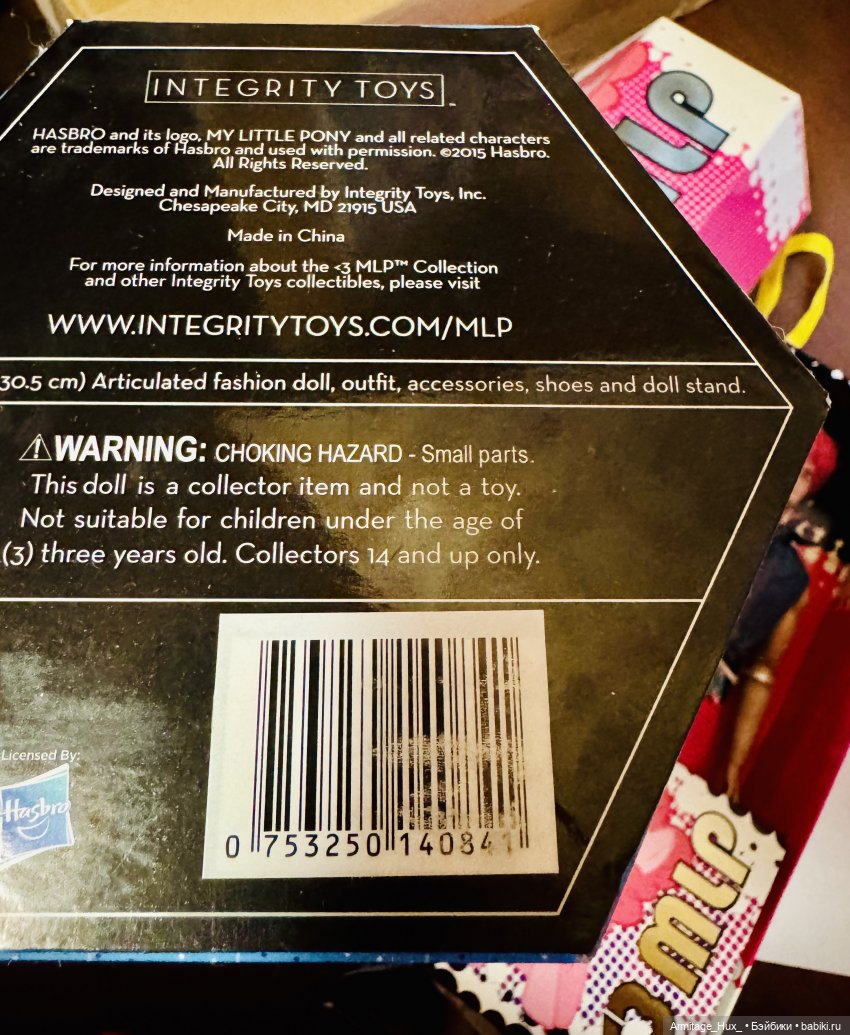 INTEGRITY TOYS
HASBRO and its logo, MY LITTLE PONY and all related characters
are trademarks of Hasbro and used with permission. ©2015 Hasbro.
All Rights Reserved.
Designed and Manufactured by Integrity Toys, Inc.
Chesapeake City, MD 21915 USA
Made in China
For more information about the <3 MLP™ Collection
and other Integrity Toys collectibles, please visit
WWW.INTEGRITYTOYS.COM/MLP
30.5 cm) Articulated fashion doll, outfit, accessories, shoes and doll stand.
⚠WARNING: CHOKING HAZARD - Small parts.
This doll is a collector item and not a toy.
Not suitable for children under the age of
(3) three years old. Collectors 14 and up only.
Licensed By:
Hasbro
0 753250 14084
MLP
Armitage_Hux_ • Бэйбики • babiki.ru